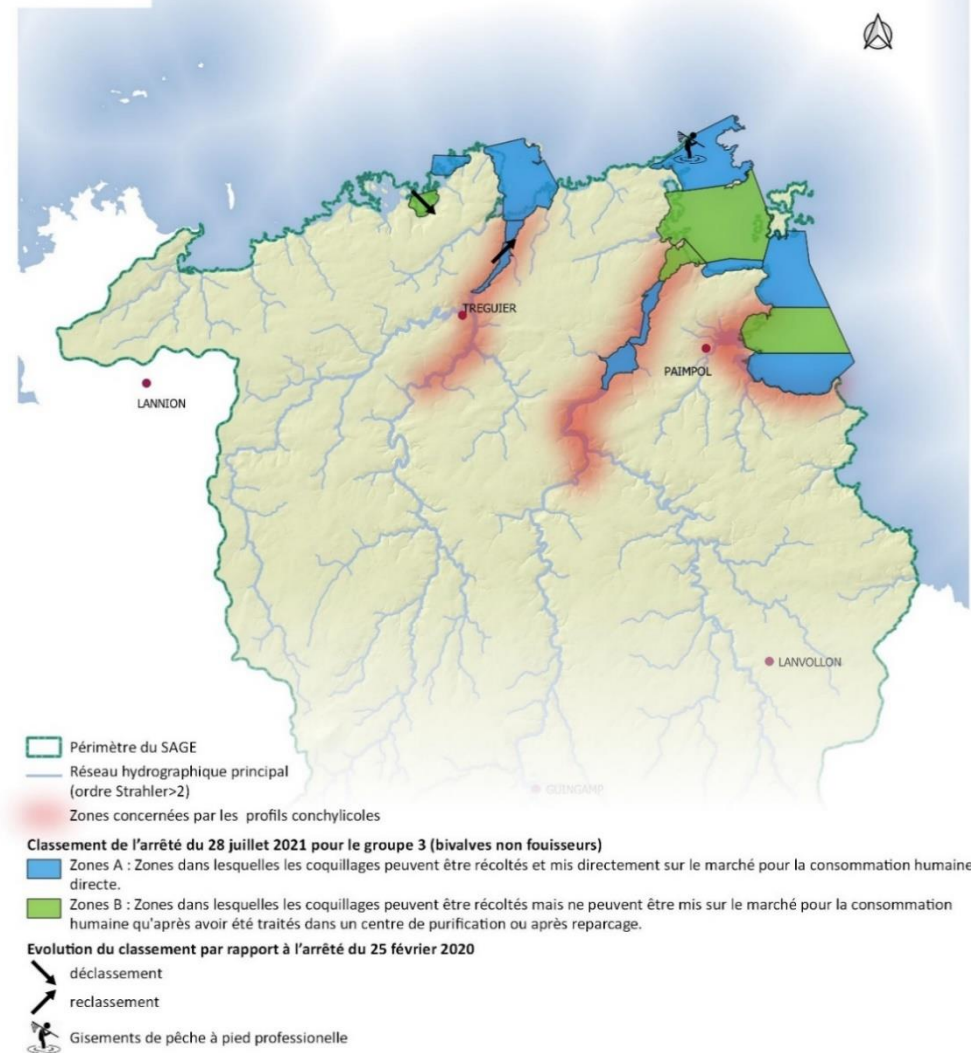 TREGUIER
PAIMPOL
LANNION
LANVOLLON
GUINGAMP
Périmètre du SAGE
Réseau hydrographique principal
(ordre Strahler>2)
Zones concernées par les profils conchylicoles
Classement de l'arrêté du 28 juillet 2021 pour le groupe 3 (bivalves non fouisseurs)
Zones A : Zones dans lesquelles les coquillages peuvent être récoltés et mis directement sur le marché pour la consommation humaine
directe.
Zones B : Zones dans lesquelles les coquillages peuvent être récoltés mais ne peuvent être mis sur le marché pour la consommation
humaine qu'après avoir été traités dans un centre de purification ou après reparcage.
Evolution du classement par rapport à l'arrêté du 25 février 2020
déclassement
reclassement
Gisements de pêche à pied professionelle